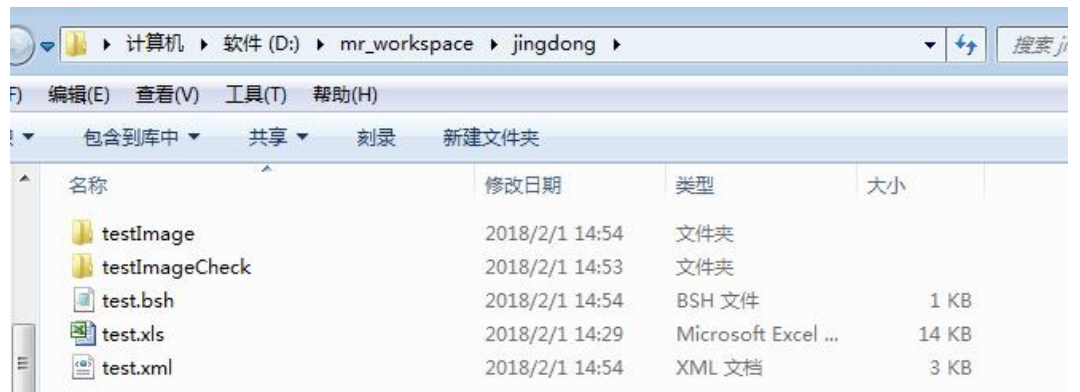 计算机 软件 (D:) mr_workspace jingdong 搜索
编辑(E) 查看(V) 工具(T) 帮助(H)
包含到库中 共享 刻录 新建文件夹
名称 修改日期 类型 大小
testImage 2018/2/1 14:54 文件夹
testImageCheck 2018/2/1 14:53 文件夹
test.bsh 2018/2/1 14:54 BSH 文件 1 KB
test.xls 2018/2/1 14:29 Microsoft Excel ... 14 KB
test.xml 2018/2/1 14:54 XML 文档 3 KB